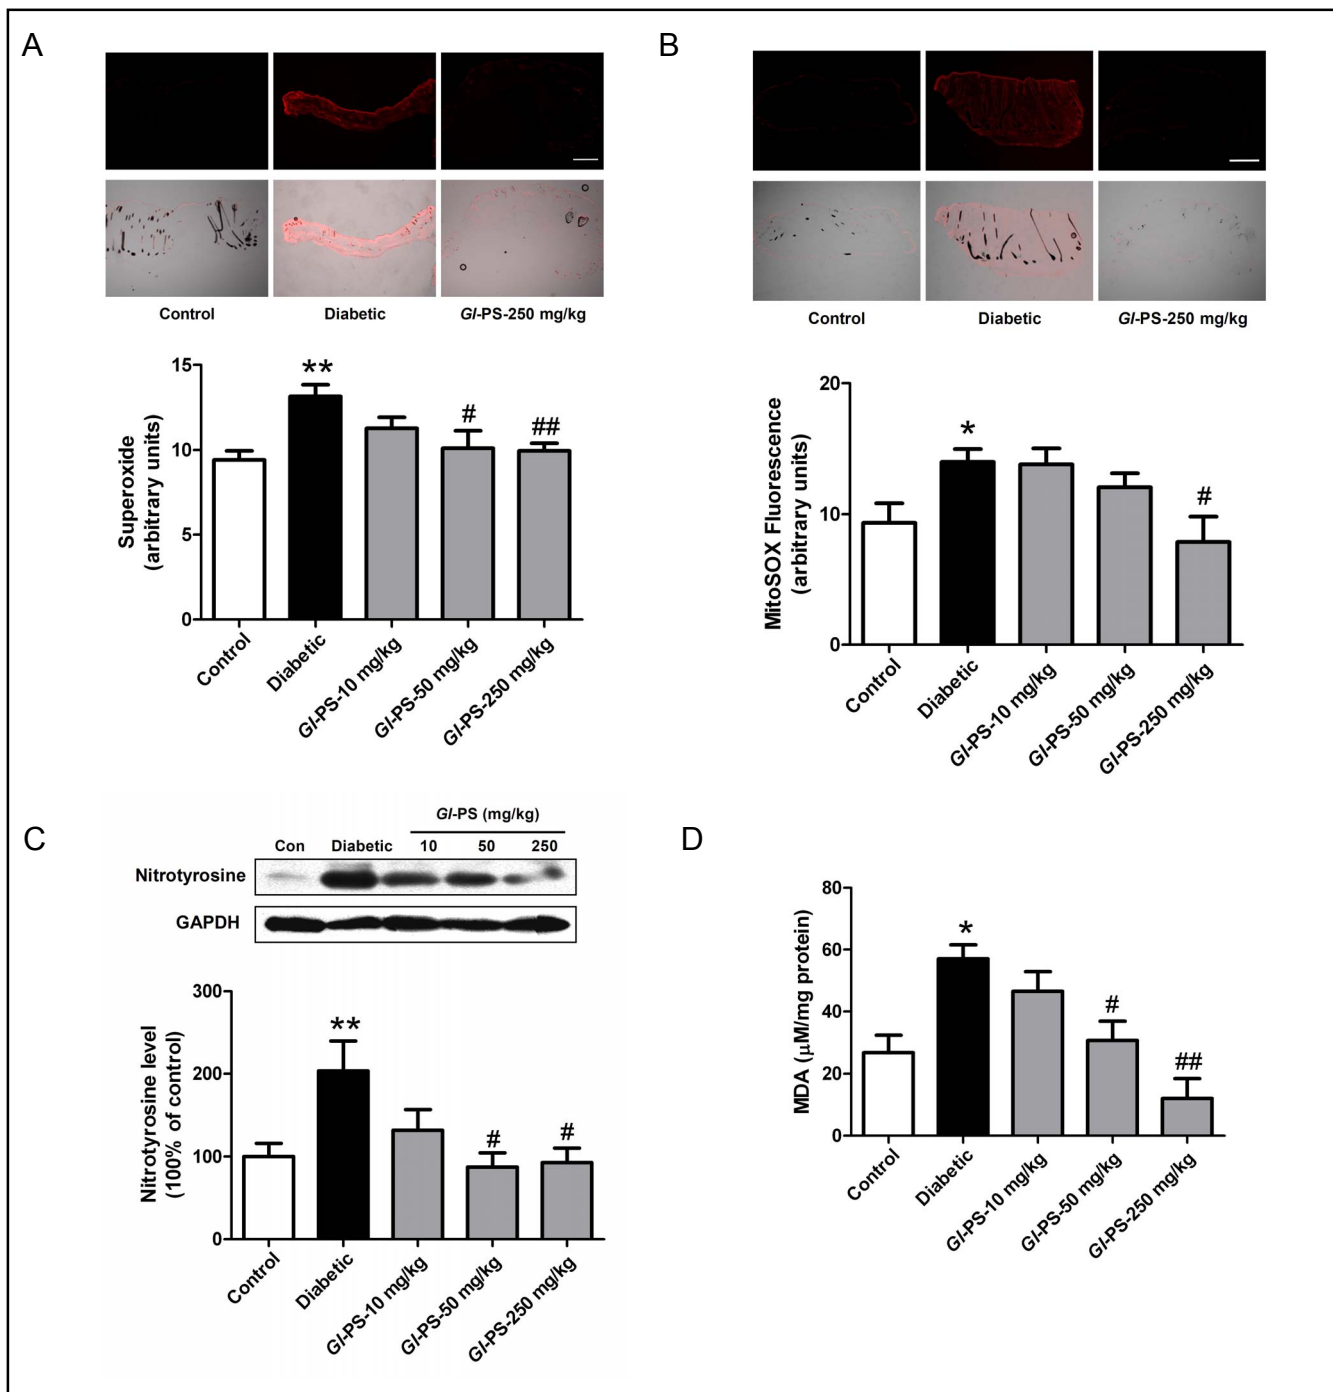 A
Control
Diabetic
Gl-PS-250 mg/kg
15
10
5
0
Superoxide
(arbitrary units)
**
#
##
Control
Diabetic
Gl-PS-10 mg/kg
Gl-PS-50 mg/kg
Gl-PS-250 mg/kg
B
Control
Diabetic
Gl-PS-250 mg/kg
20
10
0
MitoSOX Fluorescence
(arbitrary units)
*
#
Control
Diabetic
Gl-PS-10 mg/kg
Gl-PS-50 mg/kg
Gl-PS-250 mg/kg
C
Gl-PS (mg/kg)
Con Diabetic 10 50 250
Nitrotyrosine
GAPDH
300
200
100
0
Nitrotyrosine level
(100% of control)
**
#
#
Control
Diabetic
Gl-PS-10 mg/kg
Gl-PS-50 mg/kg
Gl-PS-250 mg/kg
D
80
60
40
20
0
MDA (μM/mg protein)
*
#
##
Control
Diabetic
Gl-PS-10 mg/kg
Gl-PS-50 mg/kg
Gl-PS-250 mg/kg